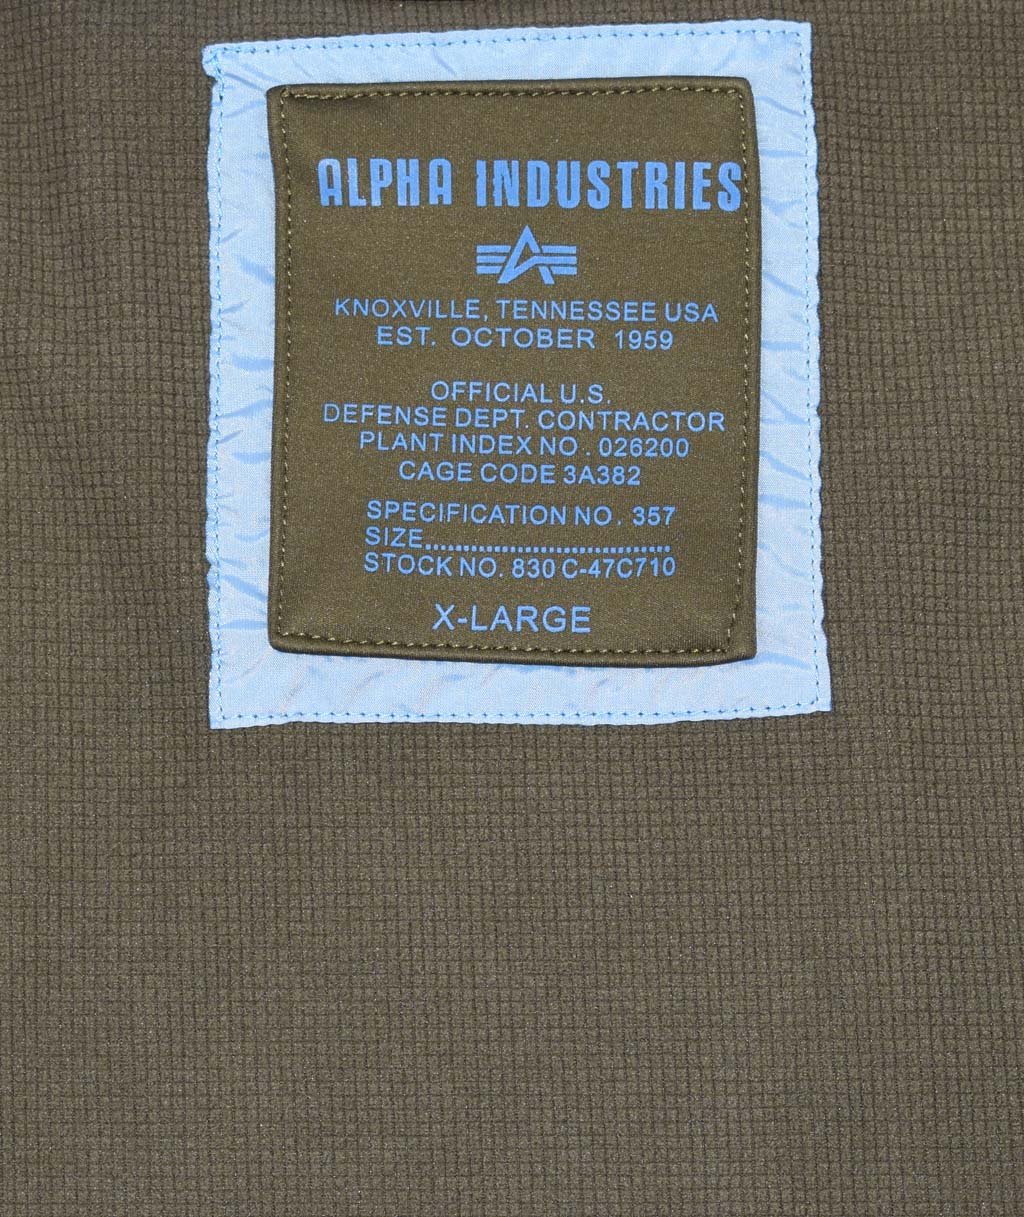 ALPHA INDUSTRIES
KNOXVILLE, TENNESSEE USA
EST. OCTOBER 1959
OFFICIAL U.S.
DEFENSE DEPT. CONTRACTOR
PLANT INDEX NO. 026200
CAGE CODE 3A382
SPECIFICATION NO. 357
SIZE................................
STOCK NO. 830 C-47C710
X-LARGE